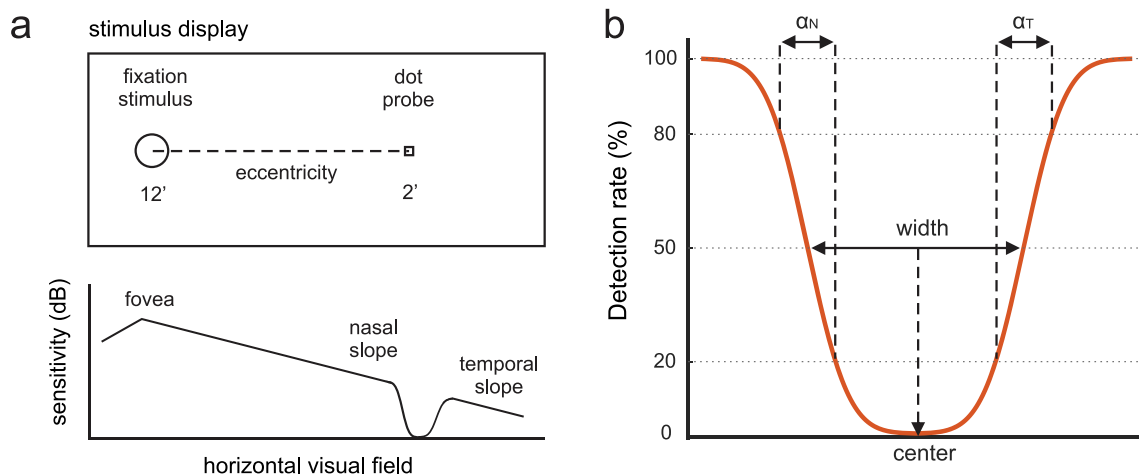 a
stimulus display
fixation
stimulus
dot
probe
eccentricity
12'
2'
sensitivity (dB)
fovea
nasal
slope
temporal
slope
horizontal visual field
b
αN
αT
Detection rate (%)
100
80
50
20
0
width
center